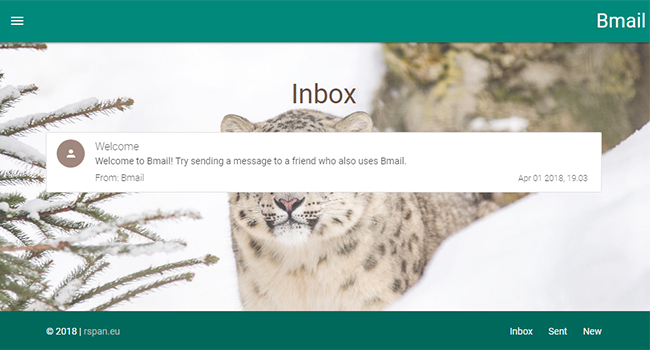 Bmail
Inbox
Welcome
Welcome to Bmail! Try sending a message to a friend who also uses Bmail.
From: Bmail
Apr 01 2018, 19.03
© 2018 | rspan.eu
Inbox Sent New